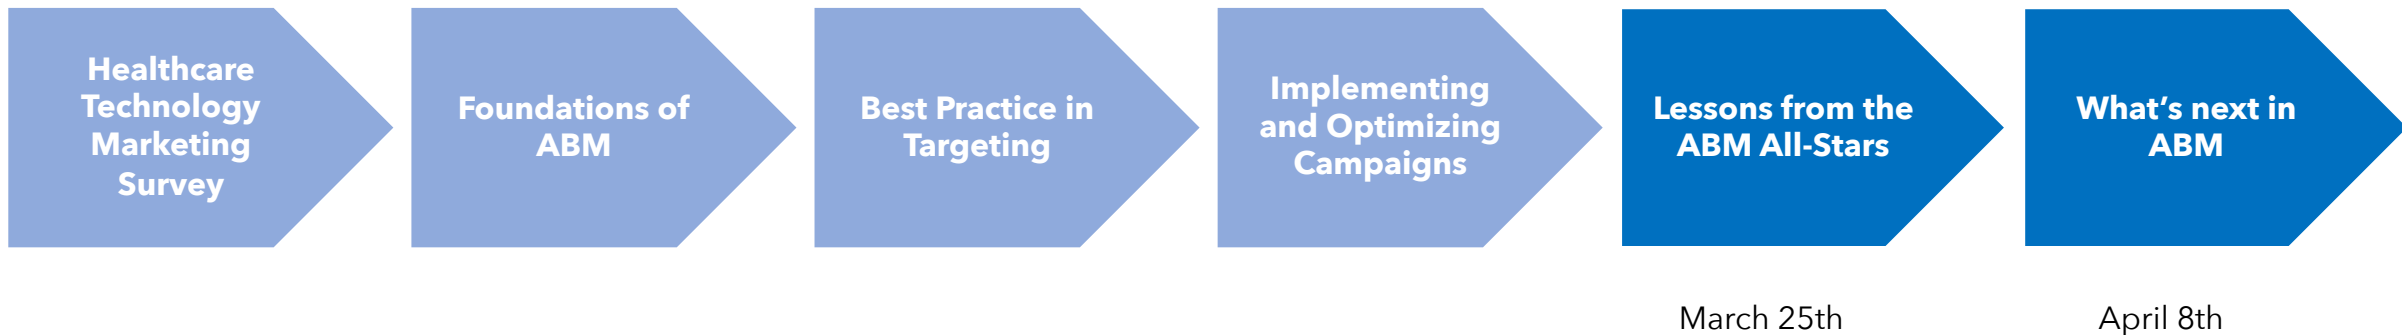 Healthcare
Technology
Marketing
Survey
Foundations of
ABM
Best Practice in
Targeting
Implementing
and Optimizing
Campaigns
Lessons from the
ABM All-Stars
What's next in
ABM
March 25th
April 8th